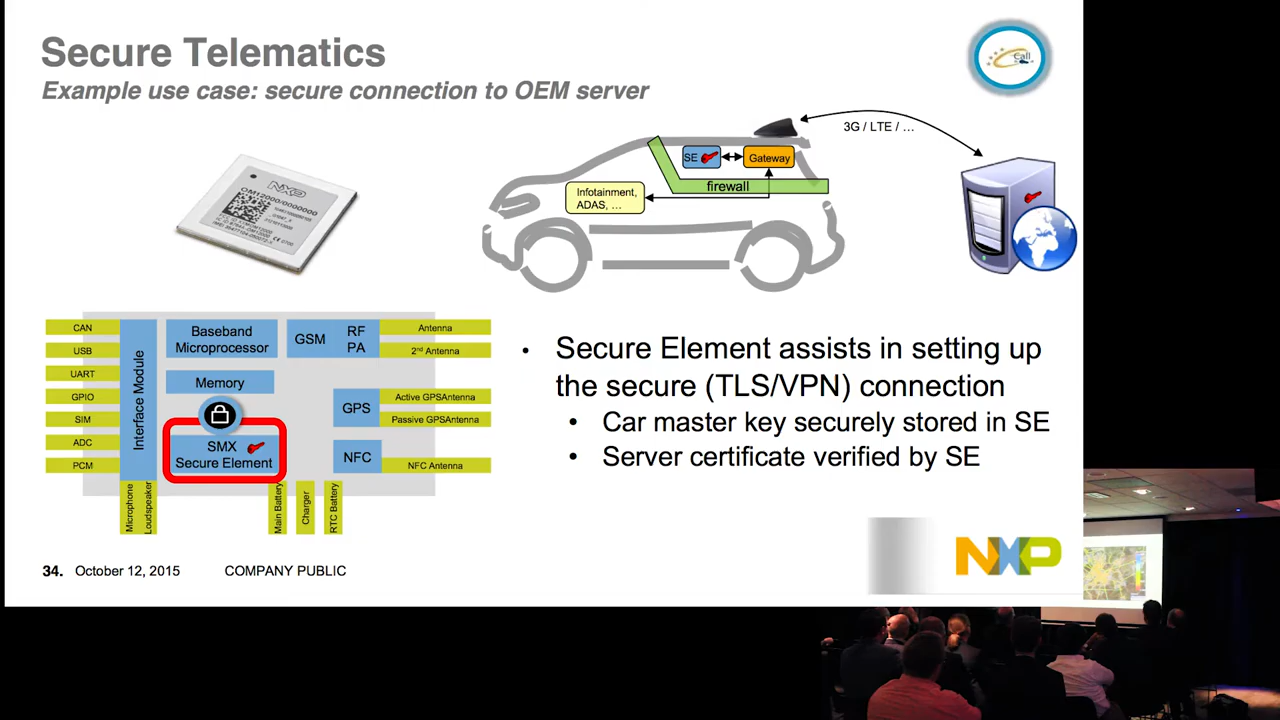 Secure Telematics
Example use case: secure connection to OEM server
Call
3G / LTE / ...
SE
Gateway
firewall
Infotainment,
ADAS, ...
NXP
OM12000/0000000
CAN
USB
UART
GPIO
SIM
ADC
PCM
Interface Module
Baseband
Microprocessor
Memory
SMX
Secure Element
GSM
RF
PA
GPS
NFC
Antenna
2nd Antenna
Active GPSAntenna
Passive GPSAntenna
NFC Antenna
Microphone
Loudspeaker
Main Battery
Charger
RTC Battery
• Secure Element assists in setting up
the secure (TLS/VPN) connection
• Car master key securely stored in SE
• Server certificate verified by SE
34. October 12, 2015 COMPANY PUBLIC
NXP